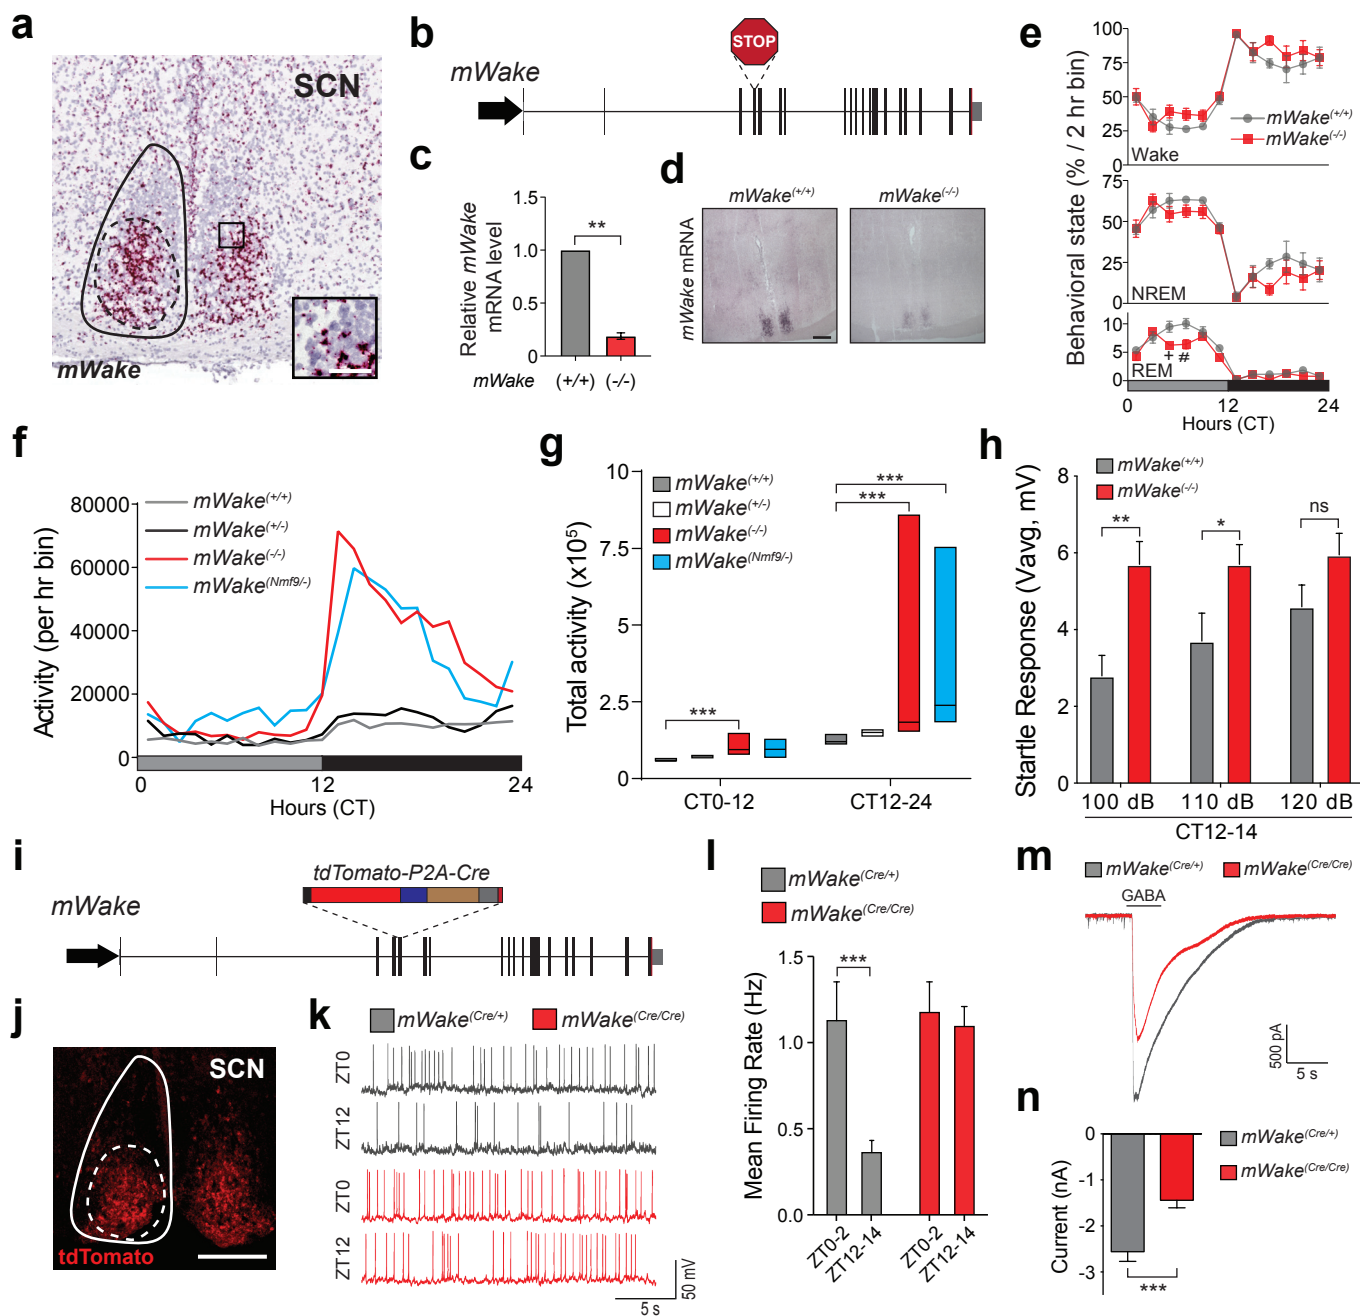 a
SCN
mWake
b
STOP
mWake
c
Relative mWake
mRNA level
1.5
1.0
0.5
0
**
mWake (+/+) (-/-)
d
mWake(+/+) mWake(-/-)
mWake mRNA
e
Behavioral state (% / 2 hr bin)
100
75
50
25
mWake(+/+)
mWake(-/-)
Wake
75
50
25
0
NREM
10
5
0
+ #
REM
0 12 24
Hours (CT)
f
mWake(+/+)
mWake(+/-)
mWake(-/-)
mWake(Nmf9/-)
Activity (per hr bin)
80000
60000
40000
20000
0
0 12 24
Hours (CT)
g
Total activity (x10⁵)
10
7.5
5
2.5
0
mWake(+/+)
mWake(+/-)
mWake(-/-)
mWake(Nmf9/-)
***
***
***
CT0-12 CT12-24
h
mWake(+/+)
mWake(-/-)
Startle Response (Vavg, mV)
8
6
4
2
0
** * ns
100 dB 110 dB 120 dB
CT12-14
i
tdTomato-P2A-Cre
mWake
j
SCN
tdTomato
k
mWake(Cre/+) mWake(Cre/Cre)
ZT0
ZT12
ZT0
ZT12
50 mV
5 s
l
mWake(Cre/+)
mWake(Cre/Cre)
Mean Firing Rate (Hz)
1.5
1.0
0.5
0.0
***
ZT0-2 ZT12-14 ZT0-2 ZT12-14
m
mWake(Cre/+) mWake(Cre/Cre)
GABA
500 pA
5 s
n
Current (nA)
0
-1
-2
-3
***
mWake(Cre/+)
mWake(Cre/Cre)